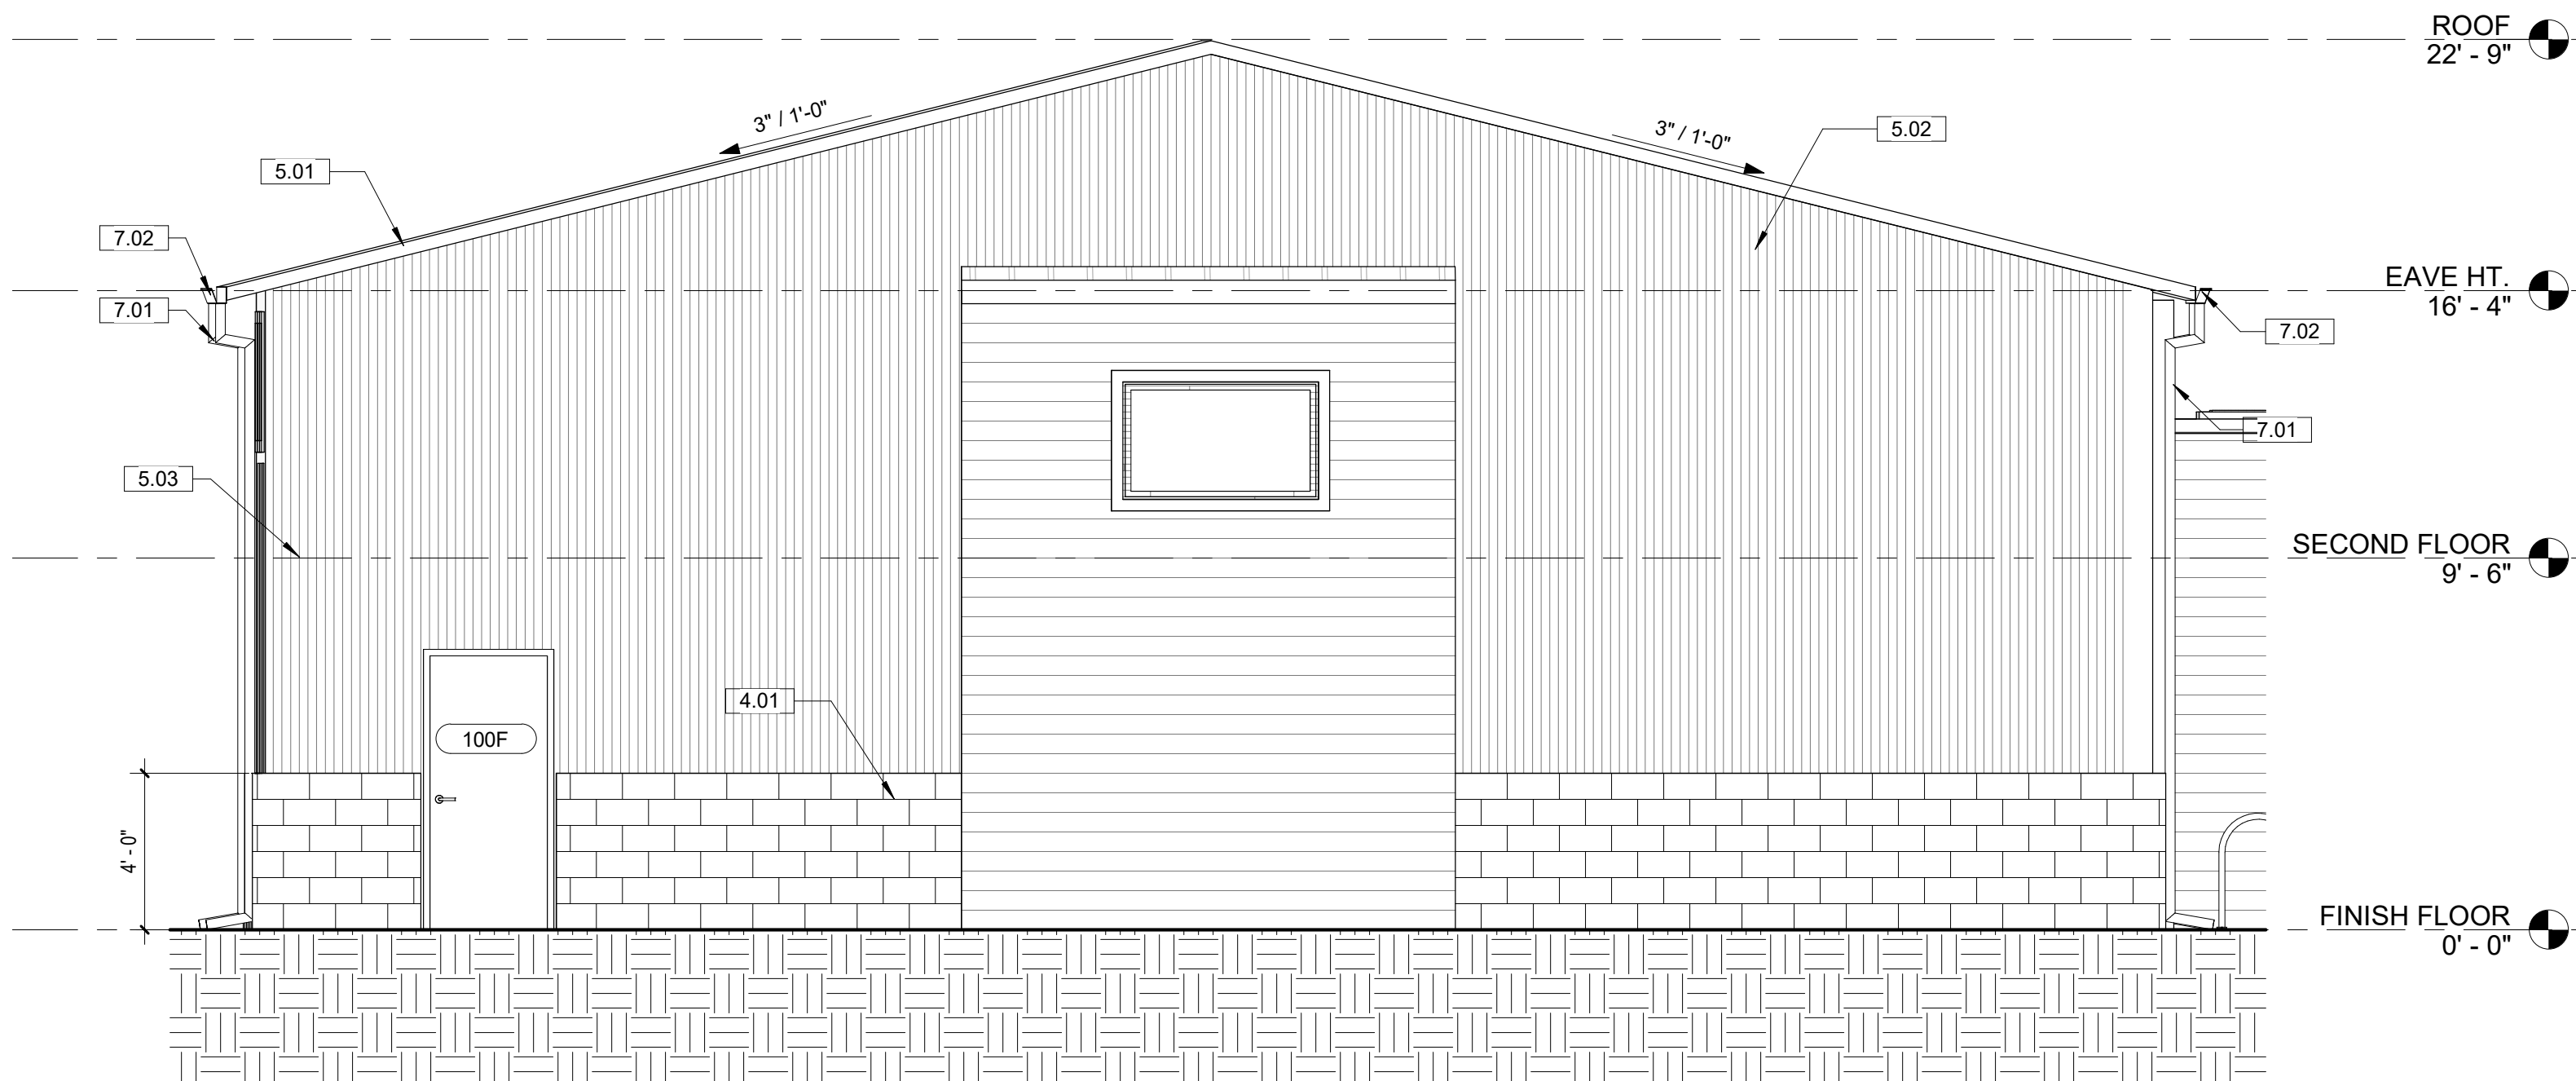 ROOF
22' - 9"
3" / 1'-0"
3" / 1'-0"
5.02
5.01
7.02
EAVE HT.
16' - 4"
7.01
7.02
7.01
5.03
SECOND FLOOR
9' - 6"
4.01
100F
4' - 0"
FINISH FLOOR
0' - 0"